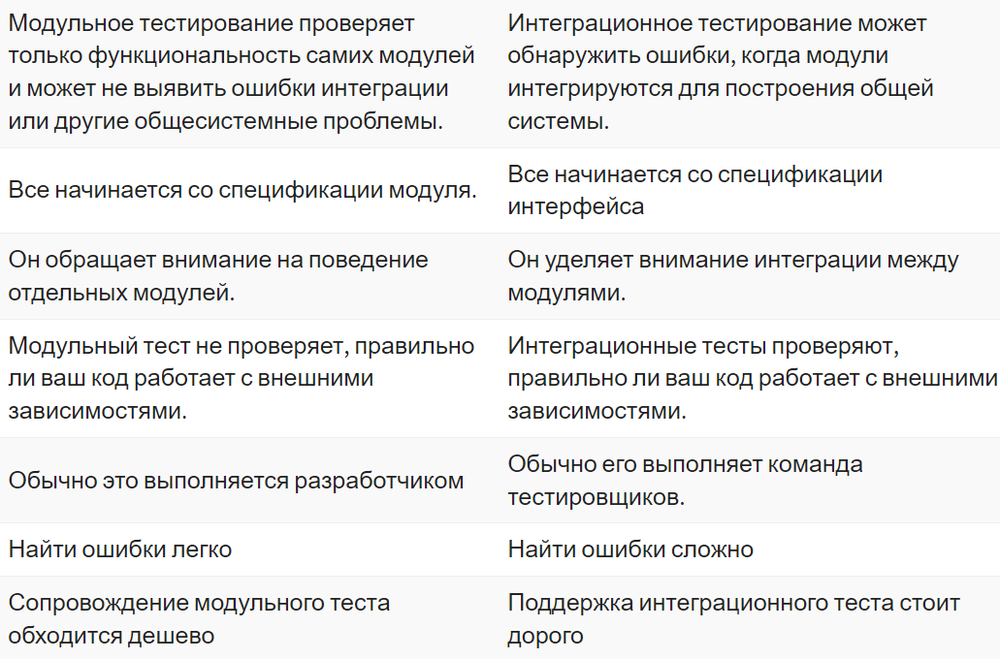 Модульное тестирование проверяет
только функциональность самих модулей
и может не выявить ошибки интеграции
или другие общесистемные проблемы.
Интеграционное тестирование может
обнаружить ошибки, когда модули
интегрируются для построения общей
системы.
Все начинается со спецификации модуля.
Все начинается со спецификации
интерфейса
Он обращает внимание на поведение
отдельных модулей.
Он уделяет внимание интеграции между
модулями.
Модульный тест не проверяет, правильно
ли ваш код работает с внешними
зависимостями.
Интеграционные тесты проверяют,
правильно ли ваш код работает с внешними
зависимостями.
Обычно это выполняется разработчиком
Обычно его выполняет команда
тестировщиков.
Найти ошибки легко
Найти ошибки сложно
Сопровождение модульного теста
обходится дешево
Поддержка интеграционного теста стоит
дорого